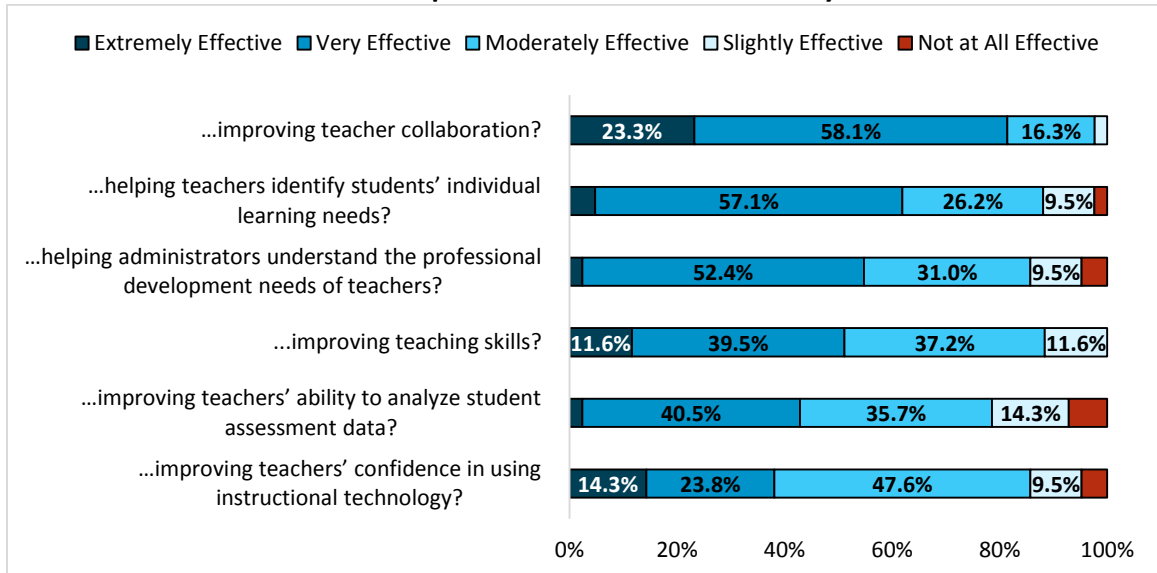 Extremely Effective Very Effective Moderately Effective Slightly Effective Not at All Effective
...improving teacher collaboration?
23.3% 58.1% 16.3%
...helping teachers identify students’ individual
learning needs?
57.1% 26.2% 9.5%
...helping administrators understand the professional
development needs of teachers?
52.4% 31.0% 9.5%
...improving teaching skills?
11.6% 39.5% 37.2% 11.6%
...improving teachers’ ability to analyze student
assessment data?
40.5% 35.7% 14.3%
...improving teachers’ confidence in using
instructional technology?
14.3% 23.8% 47.6% 9.5%
0% 20% 40% 60% 80% 100%